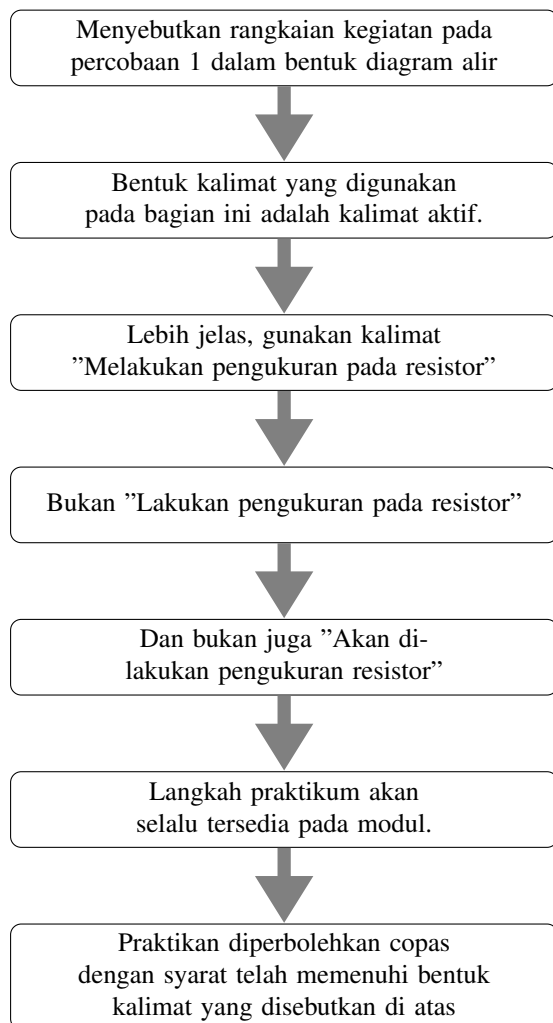 Menyebutkan rangkaian kegiatan pada
percobaan 1 dalam bentuk diagram alir
Bentuk kalimat yang digunakan
pada bagian ini adalah kalimat aktif.
Lebih jelas, gunakan kalimat
”Melakukan pengukuran pada resistor”
Bukan ”Lakukan pengukuran pada resistor”
Dan bukan juga ”Akan di-
lakukan pengukuran resistor”
Langkah praktikum akan
selalu tersedia pada modul.
Praktikan diperbolehkan copas
dengan syarat telah memenuhi bentuk
kalimat yang disebutkan di atas